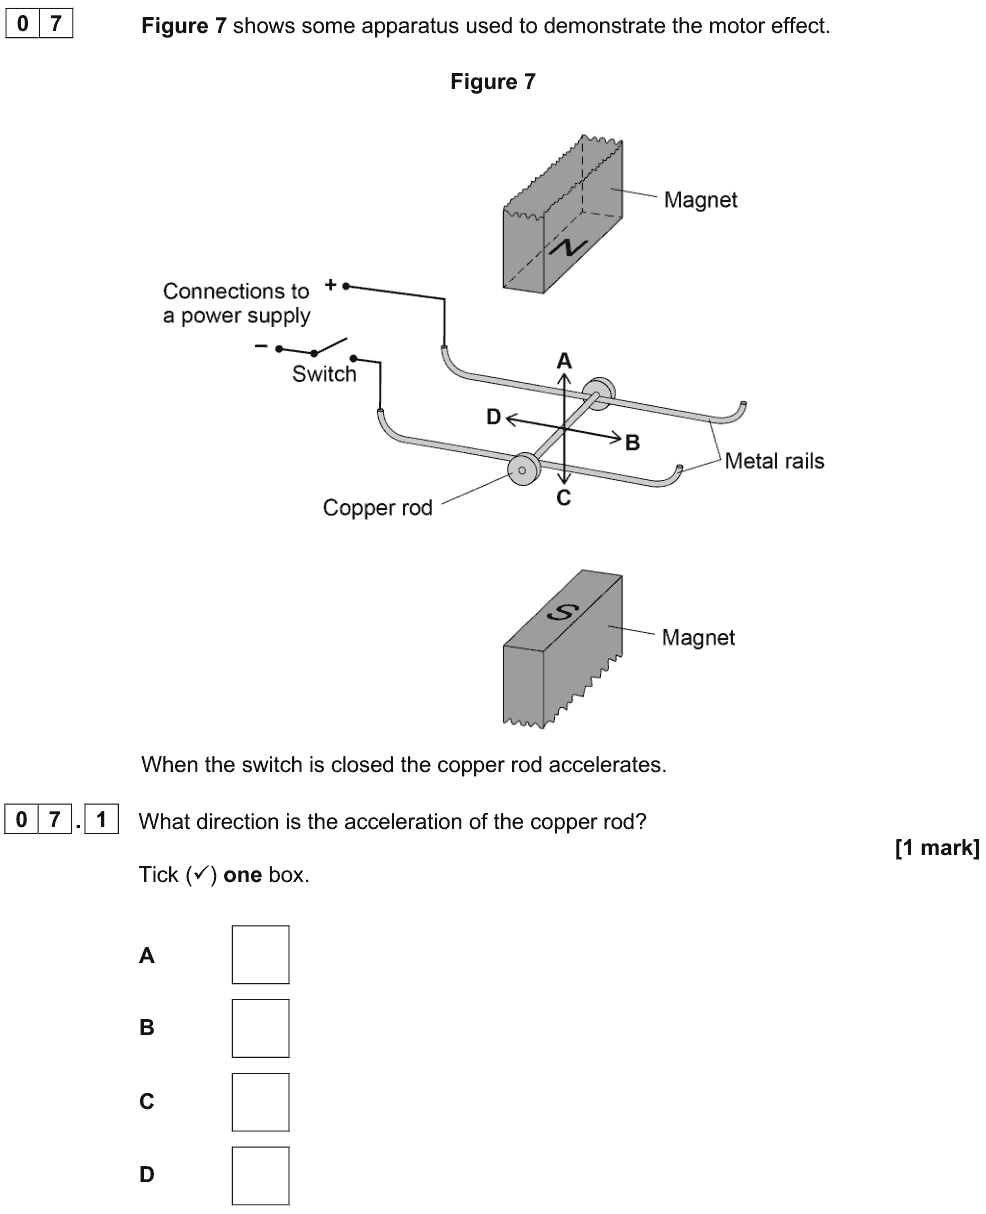 0 7 Figure 7 shows some apparatus used to demonstrate the motor effect.
Figure 7
Magnet
N
Connections to
a power supply
+
−
Switch
A
D
B
C
Metal rails
Copper rod
S
Magnet
When the switch is closed the copper rod accelerates.
0 7 . 1 What direction is the acceleration of the copper rod?
[1 mark]
Tick (✓) one box.
A
B
C
D